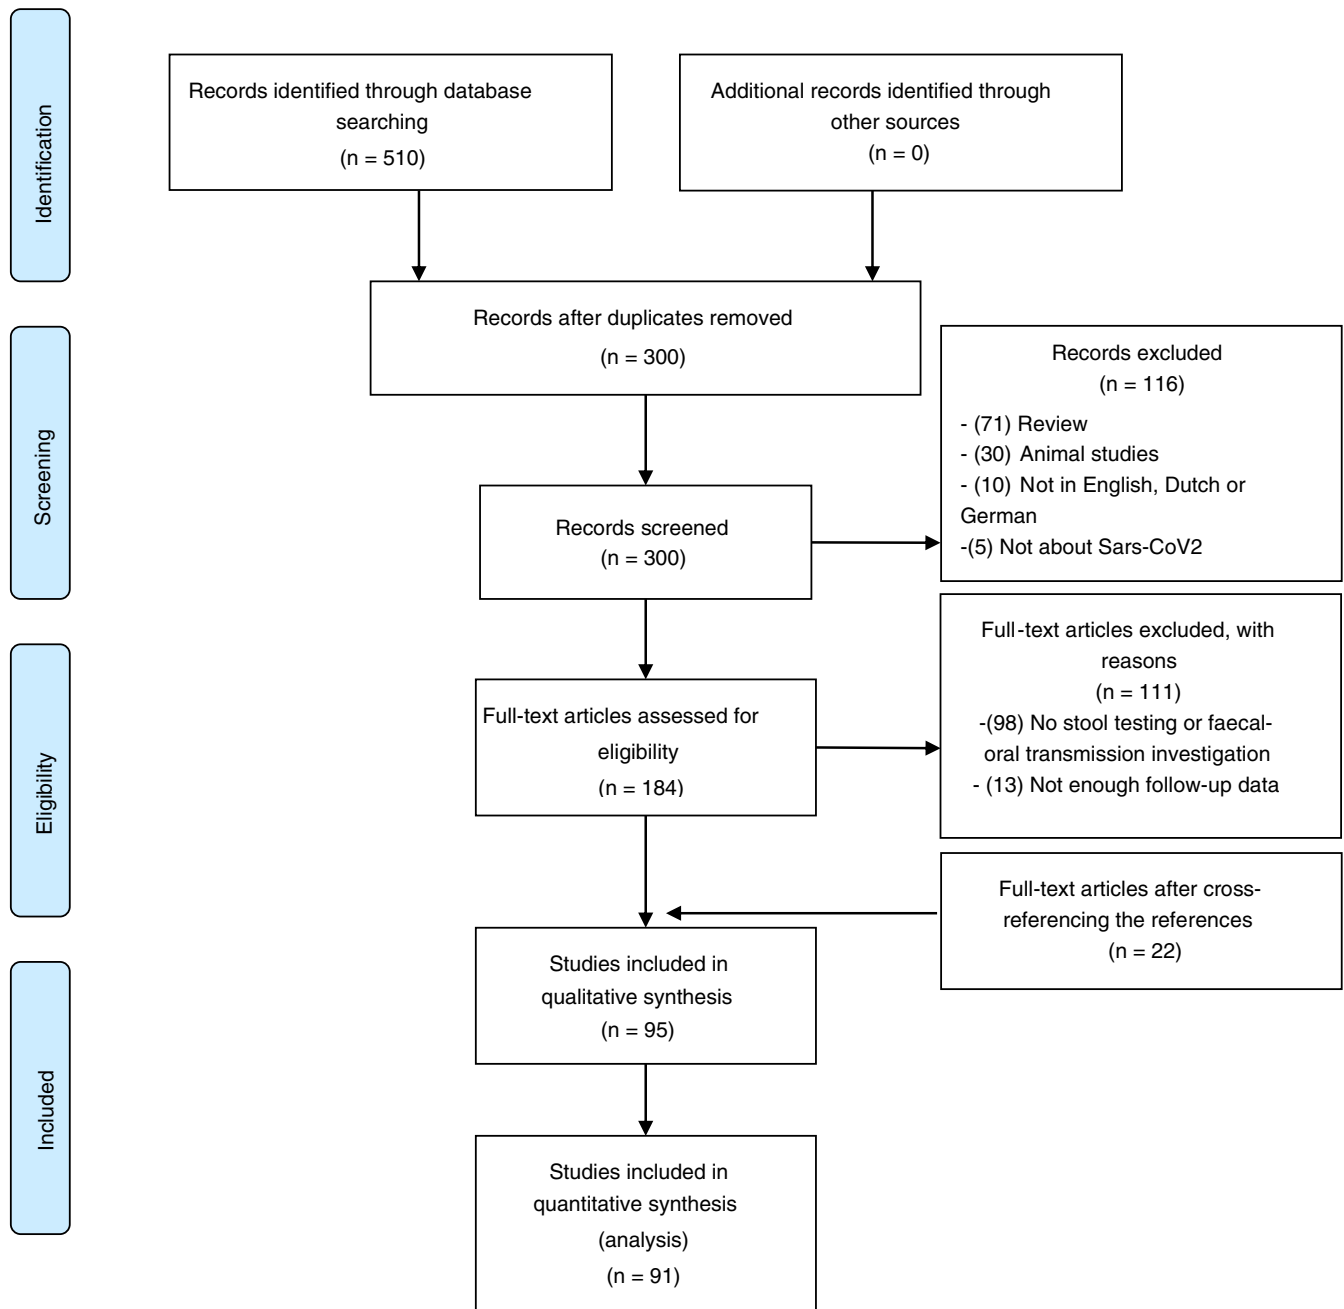 Identification
Records identified through database
searching
(n = 510)
Additional records identified through
other sources
(n = 0)
Records after duplicates removed
(n = 300)
Screening
Records screened
(n = 300)
Records excluded
(n = 116)
- (71) Review
- (30) Animal studies
- (10) Not in English, Dutch or
German
-(5) Not about Sars-CoV2
Eligibility
Full-text articles assessed for
eligibility
(n = 184)
Full-text articles excluded, with
reasons
(n = 111)
-(98) No stool testing or faecal-
oral transmission investigation
- (13) Not enough follow-up data
Full-text articles after cross-
referencing the references
(n = 22)
Included
Studies included in
qualitative synthesis
(n = 95)
Studies included in
quantitative synthesis
(analysis)
(n = 91)